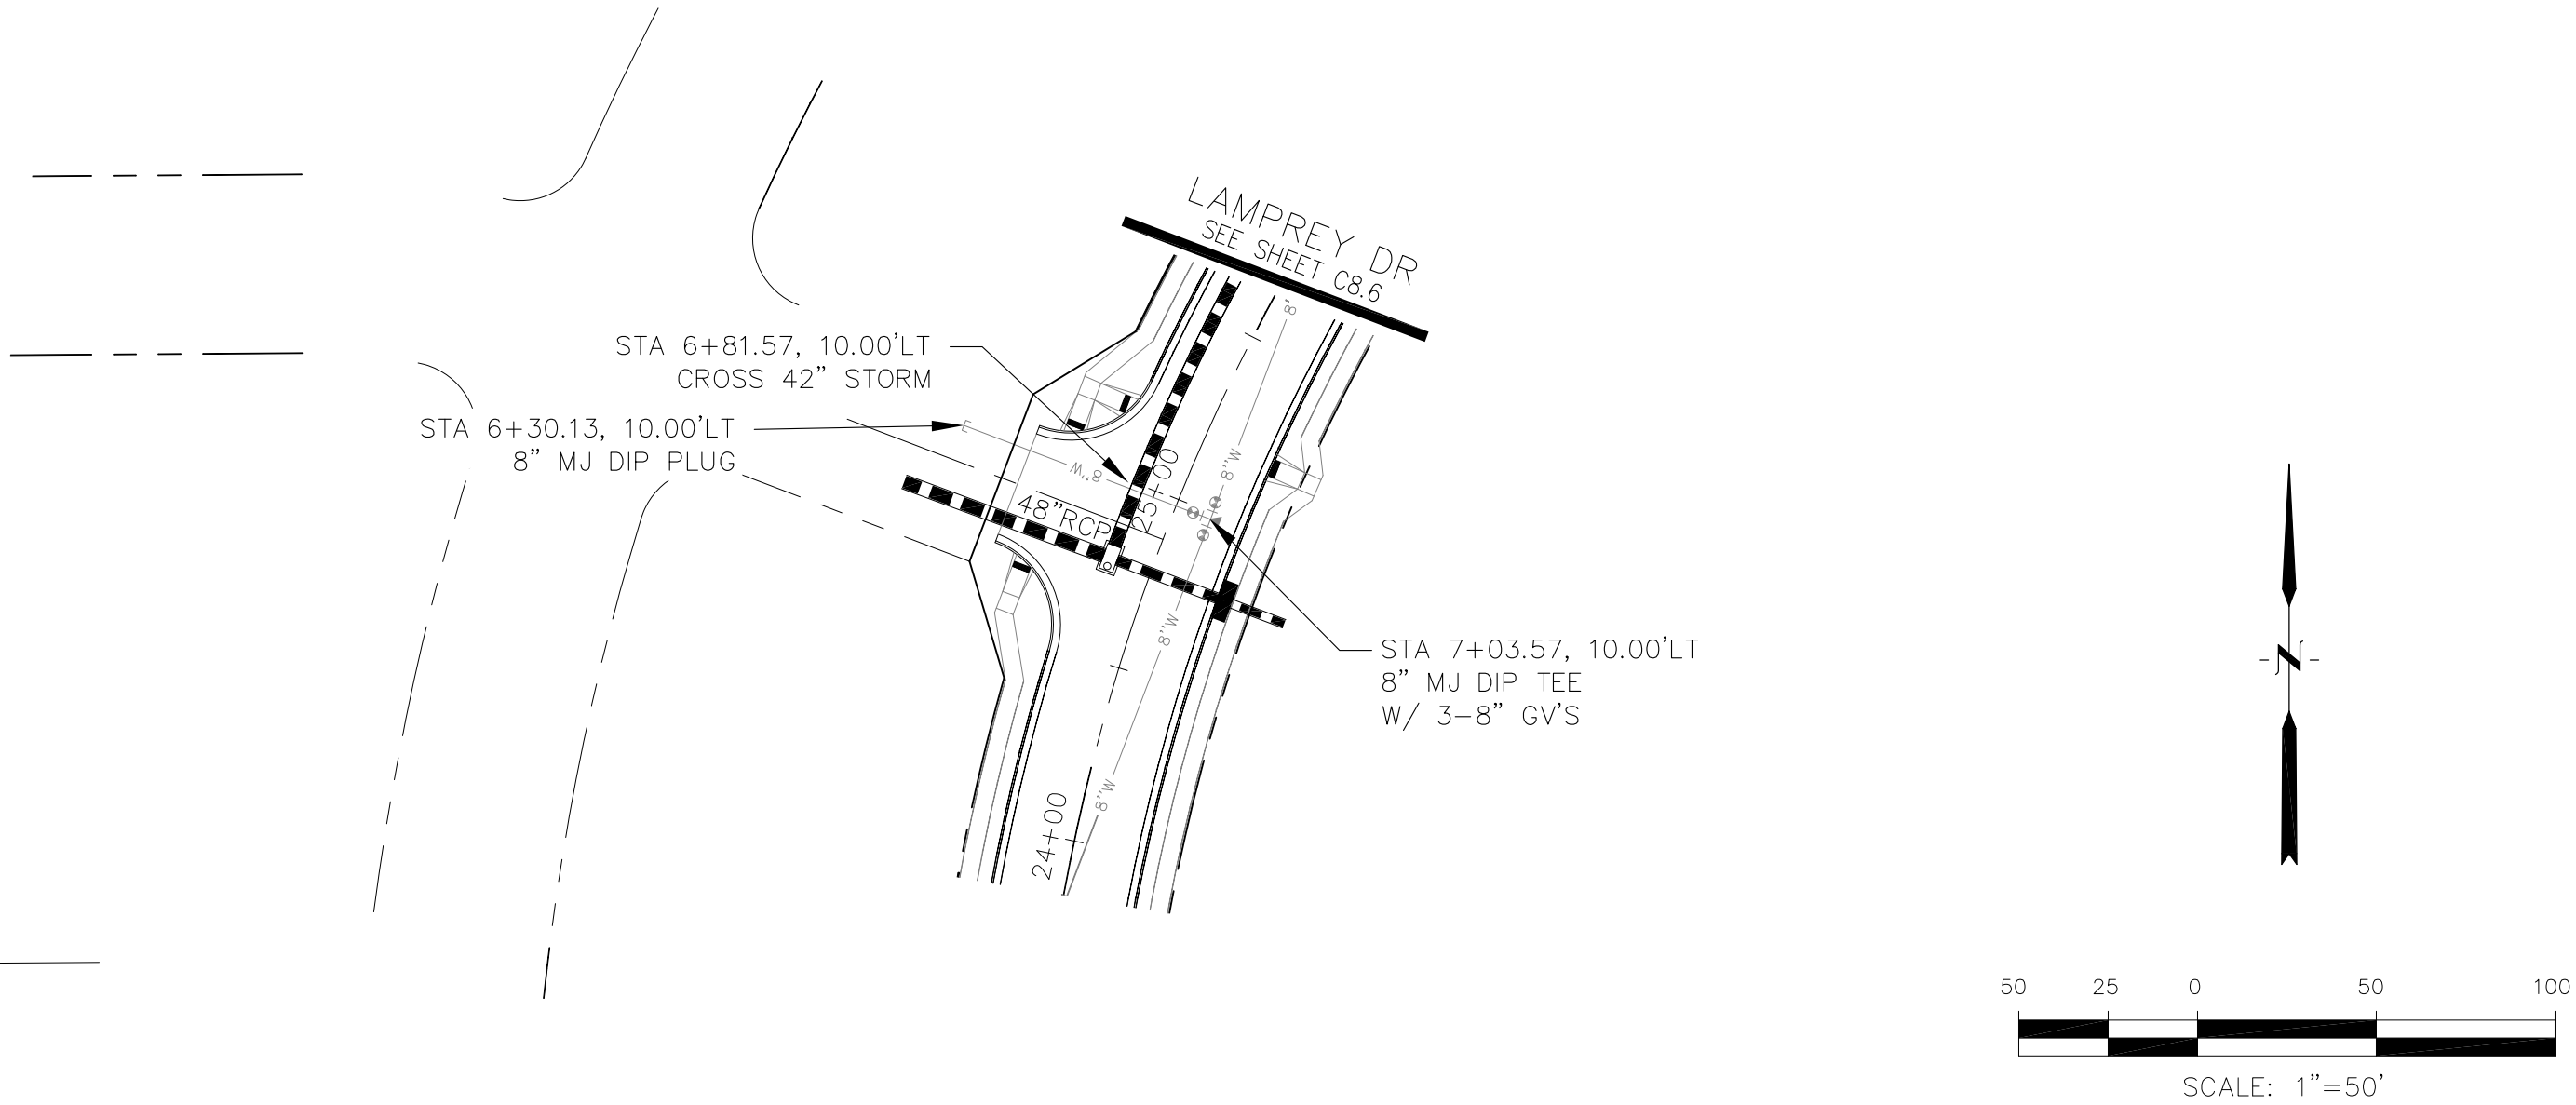 LAMPREY DR
SEE SHEET C8.6
STA 6+81.57, 10.00'LT
CROSS 42" STORM
STA 6+30.13, 10.00'LT
8" MJ DIP PLUG
8"
8"W
8"W
25+00
48"RCP
8"W
STA 7+03.57, 10.00'LT
8" MJ DIP TEE
W/ 3-8" GV'S
8"W
24+00
N
50 25 0 50 100
SCALE: 1"=50'